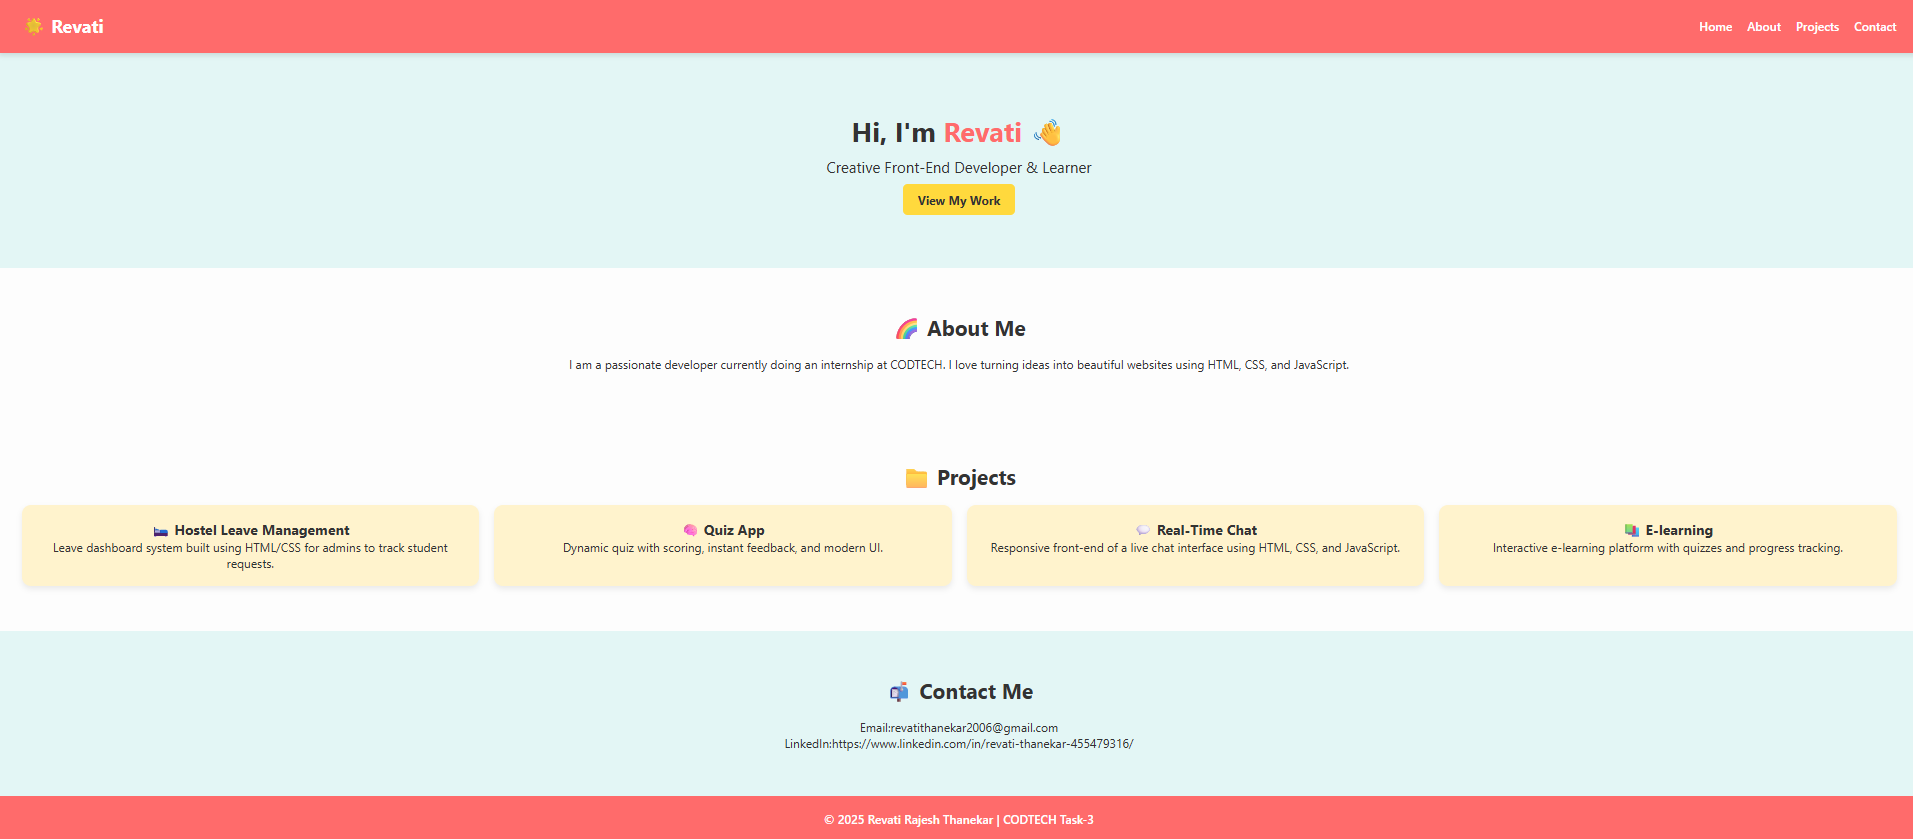 Revati
Home About Projects Contact
Hi, I'm Revati
Creative Front-End Developer & Learner
View My Work
About Me
I am a passionate developer currently doing an internship at CODTECH. I love turning ideas into beautiful websites using HTML, CSS, and JavaScript.
Projects
Hostel Leave Management
Leave dashboard system built using HTML/CSS for admins to track student
requests.
Quiz App
Dynamic quiz with scoring, instant feedback, and modern UI.
Real-Time Chat
Responsive front-end of a live chat interface using HTML, CSS, and JavaScript.
E-learning
Interactive e-learning platform with quizzes and progress tracking.
Contact Me
Email:revatithanekar2006@gmail.com
LinkedIn:https://www.linkedin.com/in/revati-thanekar-455479316/
© 2025 Revati Rajesh Thanekar | CODTECH Task-3